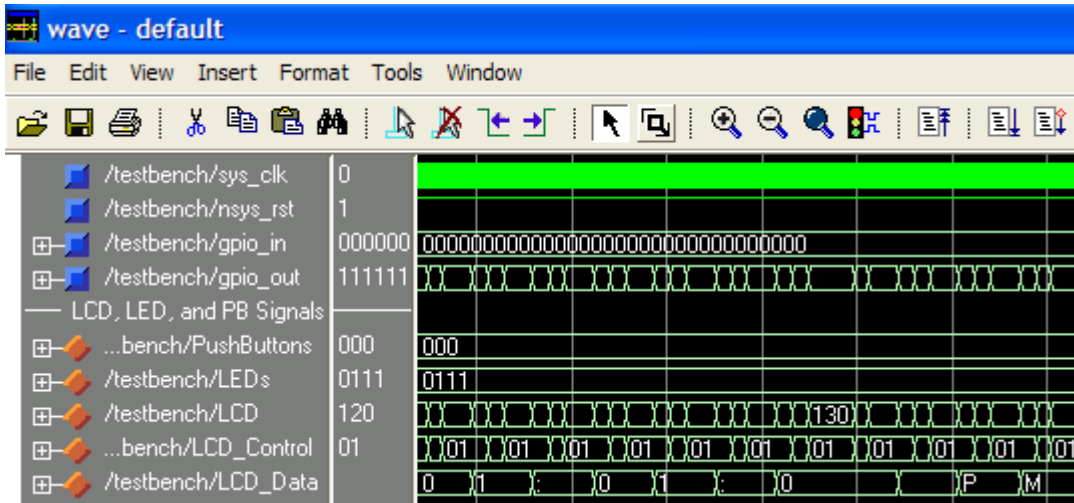 wave - default
File Edit View Insert Format Tools Window
/testbench/sys_clk 0
/testbench/nsys_rst 1
/testbench/gpio_in 000000 00000000000000000000000000000000
/testbench/gpio_out 111111
LCD, LED, and PB Signals
...bench/PushButtons 000 000
/testbench/LEDs 0111 0111
/testbench/LCD 120 130
...bench/LCD_Control 01 01 01 01 01 01 01 01 01 01 01 01
/testbench/LCD_Data 0 1 : 0 1 : 0 P M